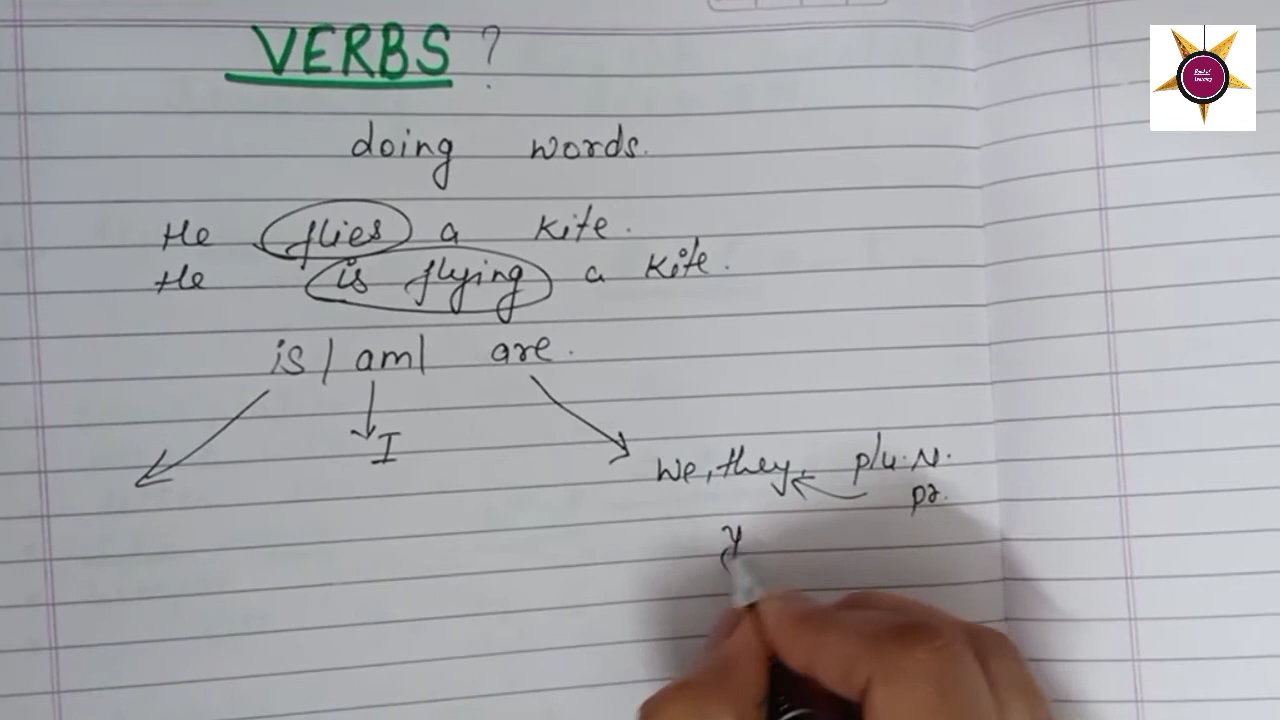 VERBS ?
doing words.
He flies a kite.
He is flying a kite.
is / am / are.
I
We, they, plu. N.
pr.
y